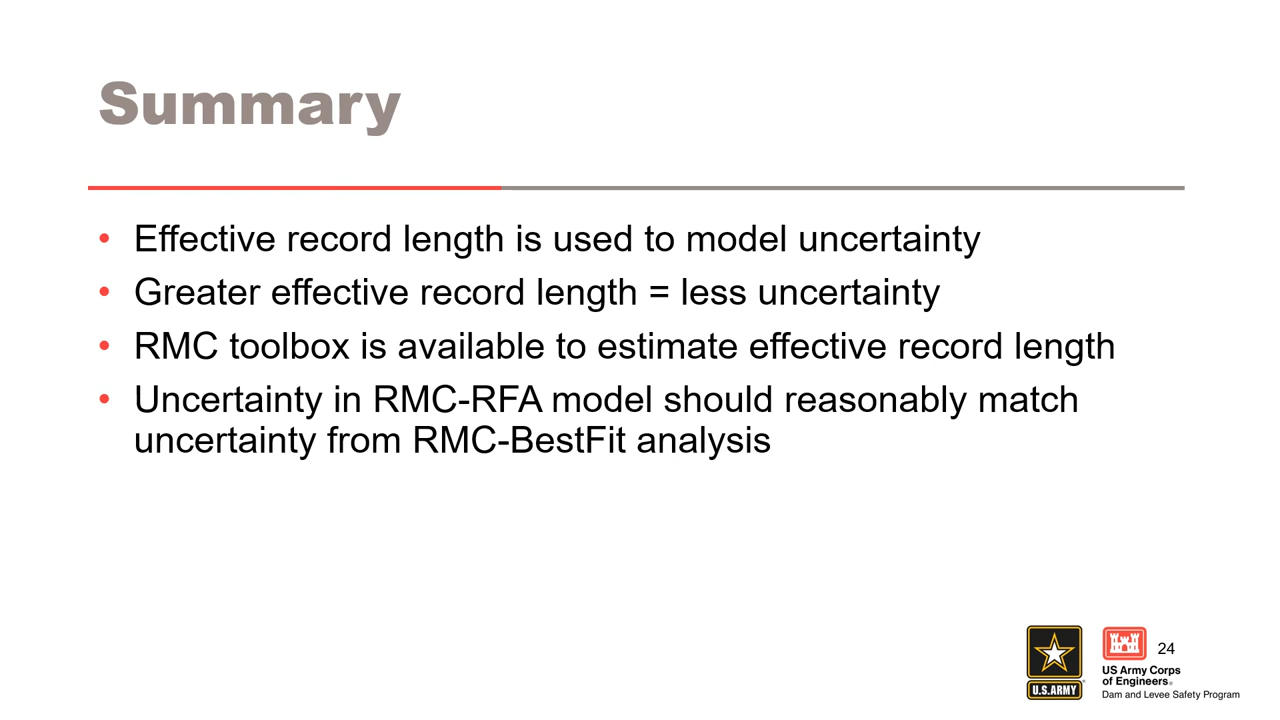 Summary
• Effective record length is used to model uncertainty
• Greater effective record length = less uncertainty
• RMC toolbox is available to estimate effective record length
• Uncertainty in RMC-RFA model should reasonably match
uncertainty from RMC-BestFit analysis
U.S.ARMY
24
US Army Corps
of Engineers®
Dam and Levee Safety Program